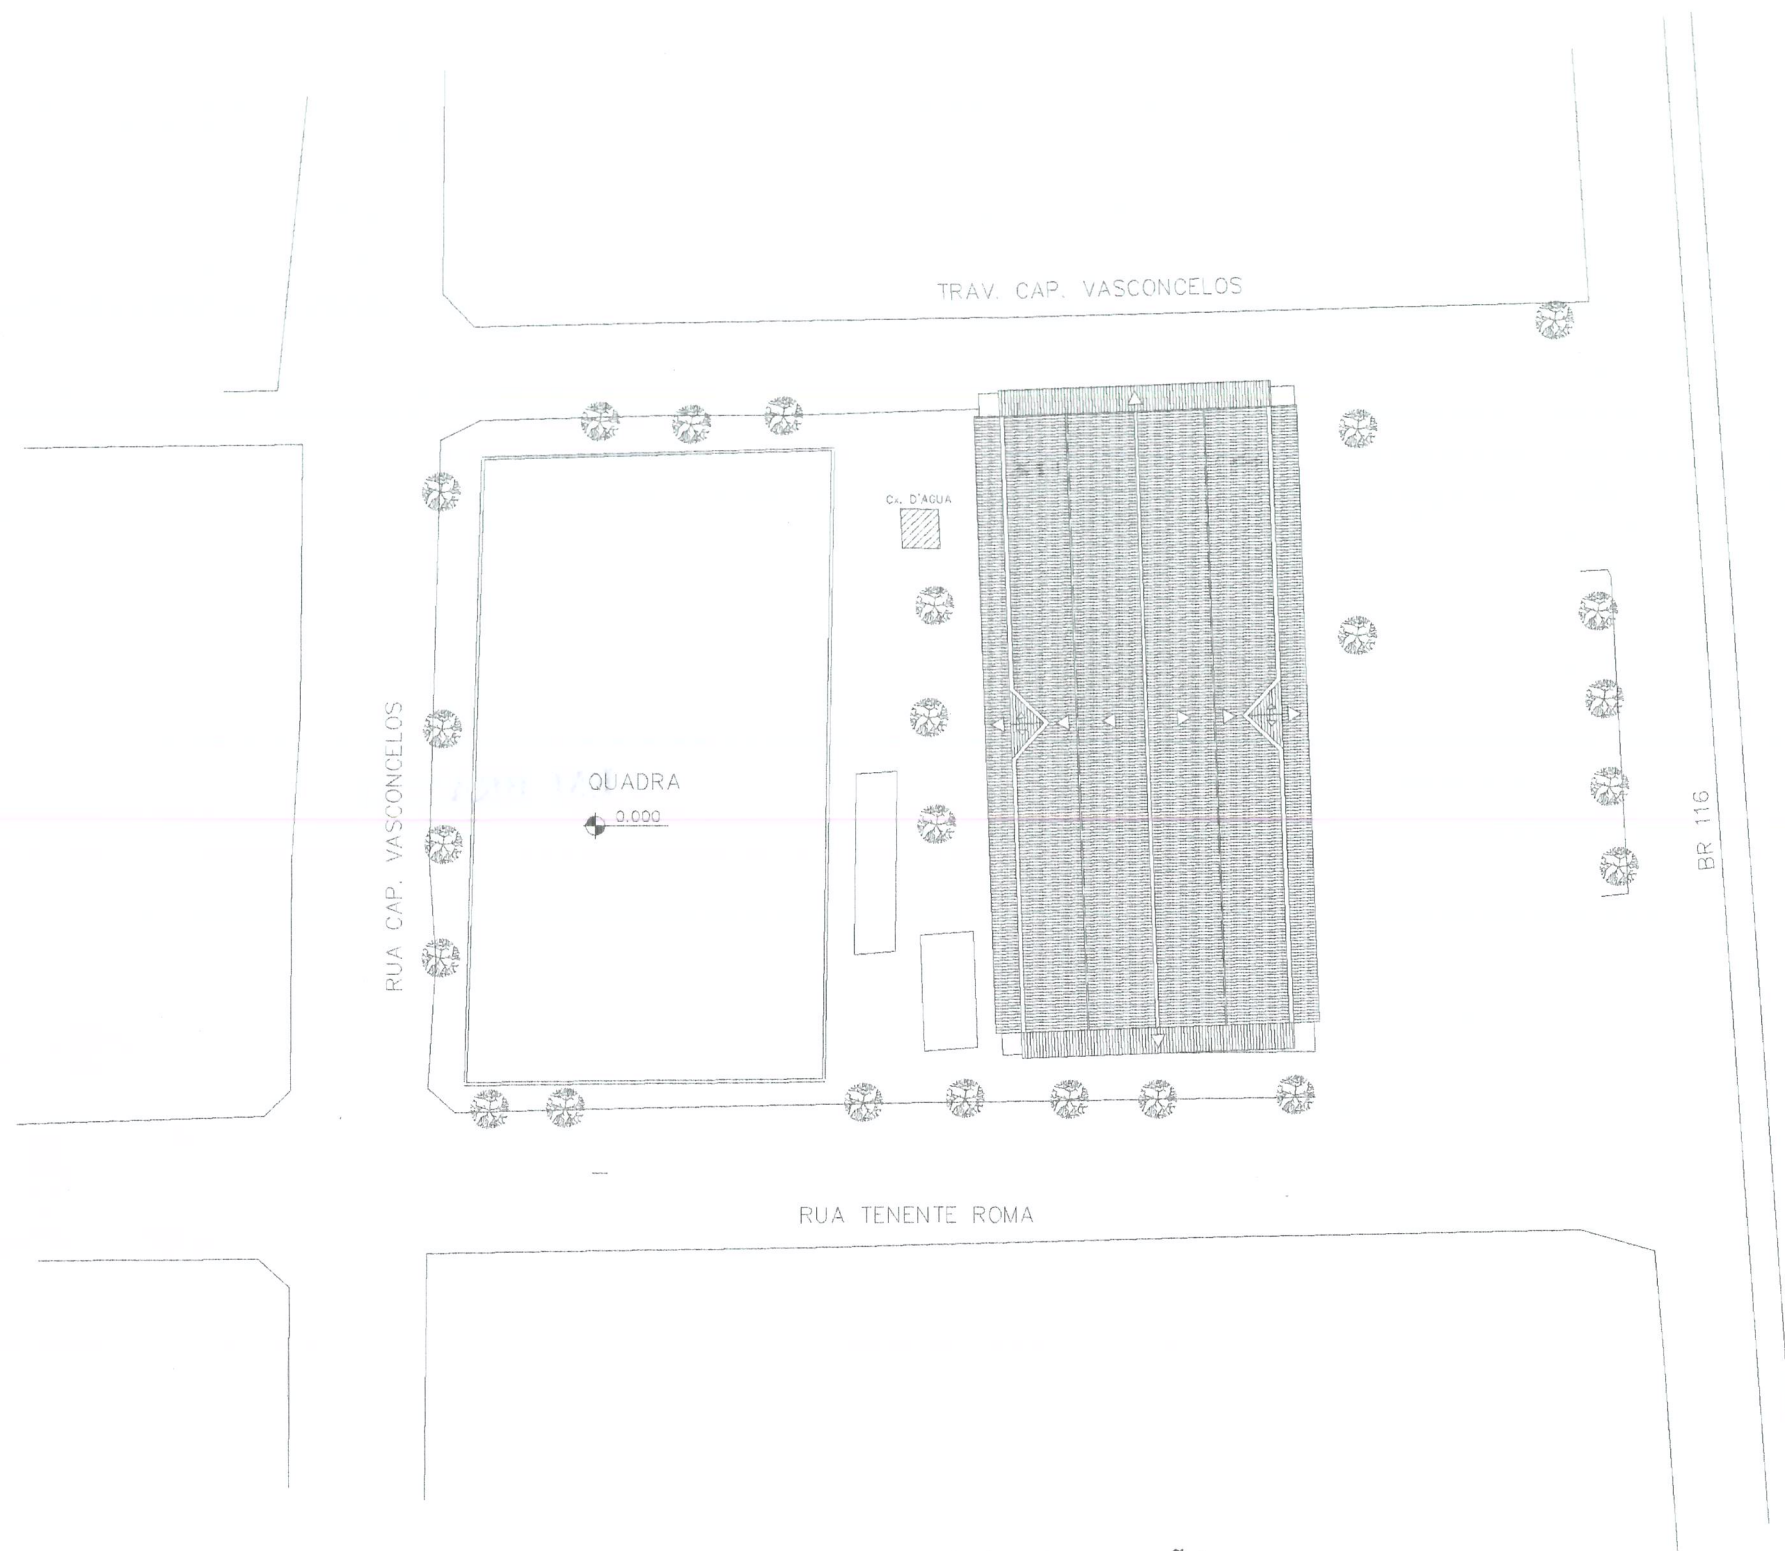 TRAV. CAP. VASCONCELOS
CX. D'AGUA
RUA CAP. VASCONCELOS
QUADRA
0.000
BR 116
RUA TENENTE ROMA